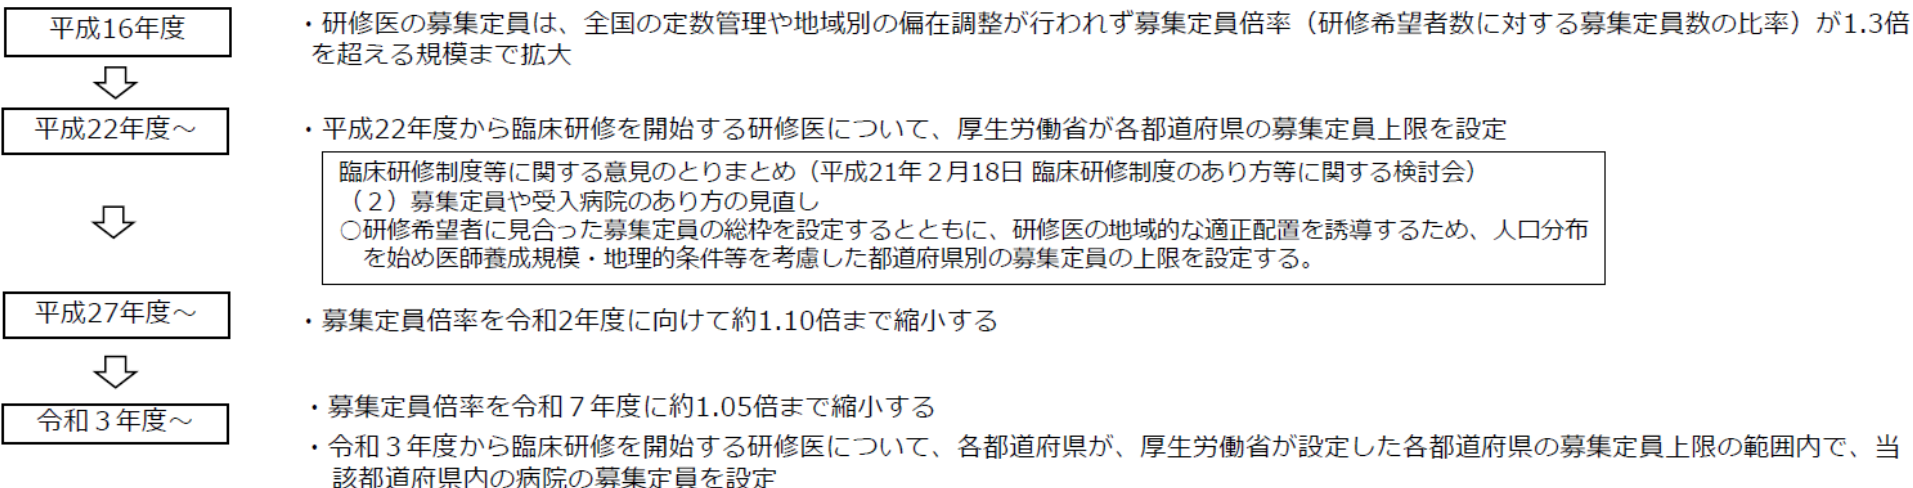 平成16年度
・研修医の募集定員は、全国の定数管理や地域別の偏在調整が行われず募集定員倍率（研修希望者数に対する募集定員数の比率）が1.3倍
を超える規模まで拡大
平成22年度～
・平成22年度から臨床研修を開始する研修医について、厚生労働省が各都道府県の募集定員上限を設定
臨床研修制度等に関する意見のとりまとめ（平成21年２月18日 臨床研修制度のあり方等に関する検討会）
（２）募集定員や受入病院のあり方の見直し
○研修希望者に見合った募集定員の総枠を設定するとともに、研修医の地域的な適正配置を誘導するため、人口分布
を始め医師養成規模・地理的条件等を考慮した都道府県別の募集定員の上限を設定する。
平成27年度～
・募集定員倍率を令和2年度に向けて約1.10倍まで縮小する
令和３年度～
・募集定員倍率を令和７年度に約1.05倍まで縮小する
・令和３年度から臨床研修を開始する研修医について、各都道府県が、厚生労働省が設定した各都道府県の募集定員上限の範囲内で、当
該都道府県内の病院の募集定員を設定